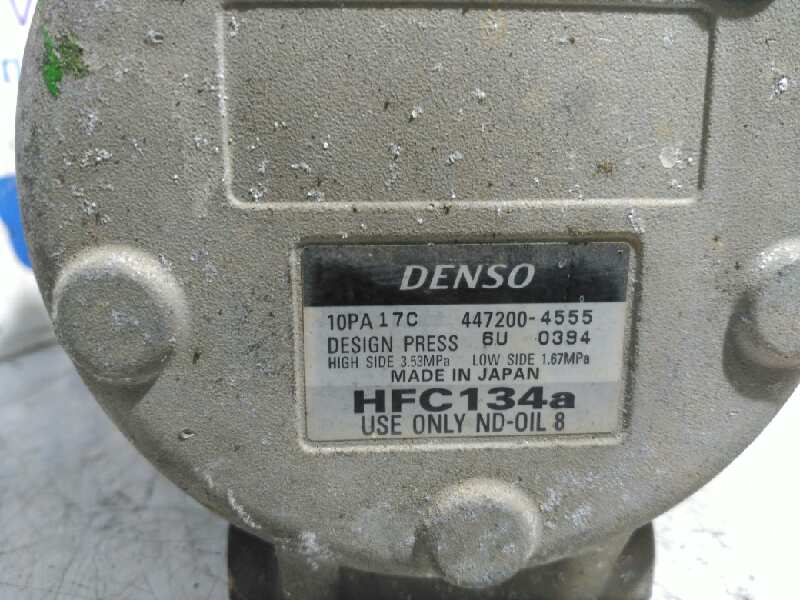 DENSO
10PA17C 447200-4555
DESIGN PRESS 6U 0394
HIGH SIDE 3.53MPa LOW SIDE 1.67MPa
MADE IN JAPAN
HFC134a
USE ONLY ND-OIL 8